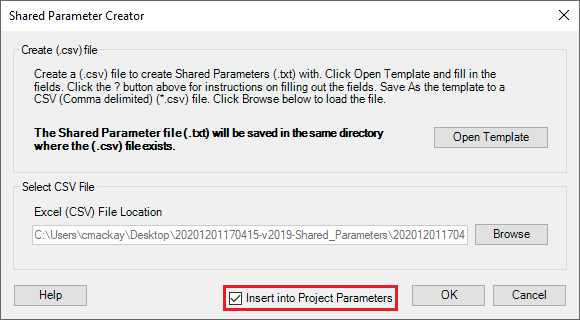 Shared Parameter Creator
Create (.csv) file
Create a (.csv) file to create Shared Parameters (.txt) with. Click Open Template and fill in the
fields. Click the ? button above for instructions on filling out the fields. Save As the template to a
CSV (Comma delimited) (*.csv) file. Click Browse below to load the file.
The Shared Parameter file (.txt) will be saved in the same directory
where the (.csv) file exists.
Open Template
Select CSV File
Excel (CSV) File Location
C:\Users\cmackay\Desktop\20201201170415-v2019-Shared_Parameters\202012011704
Browse
Help
Insert into Project Parameters
OK
Cancel